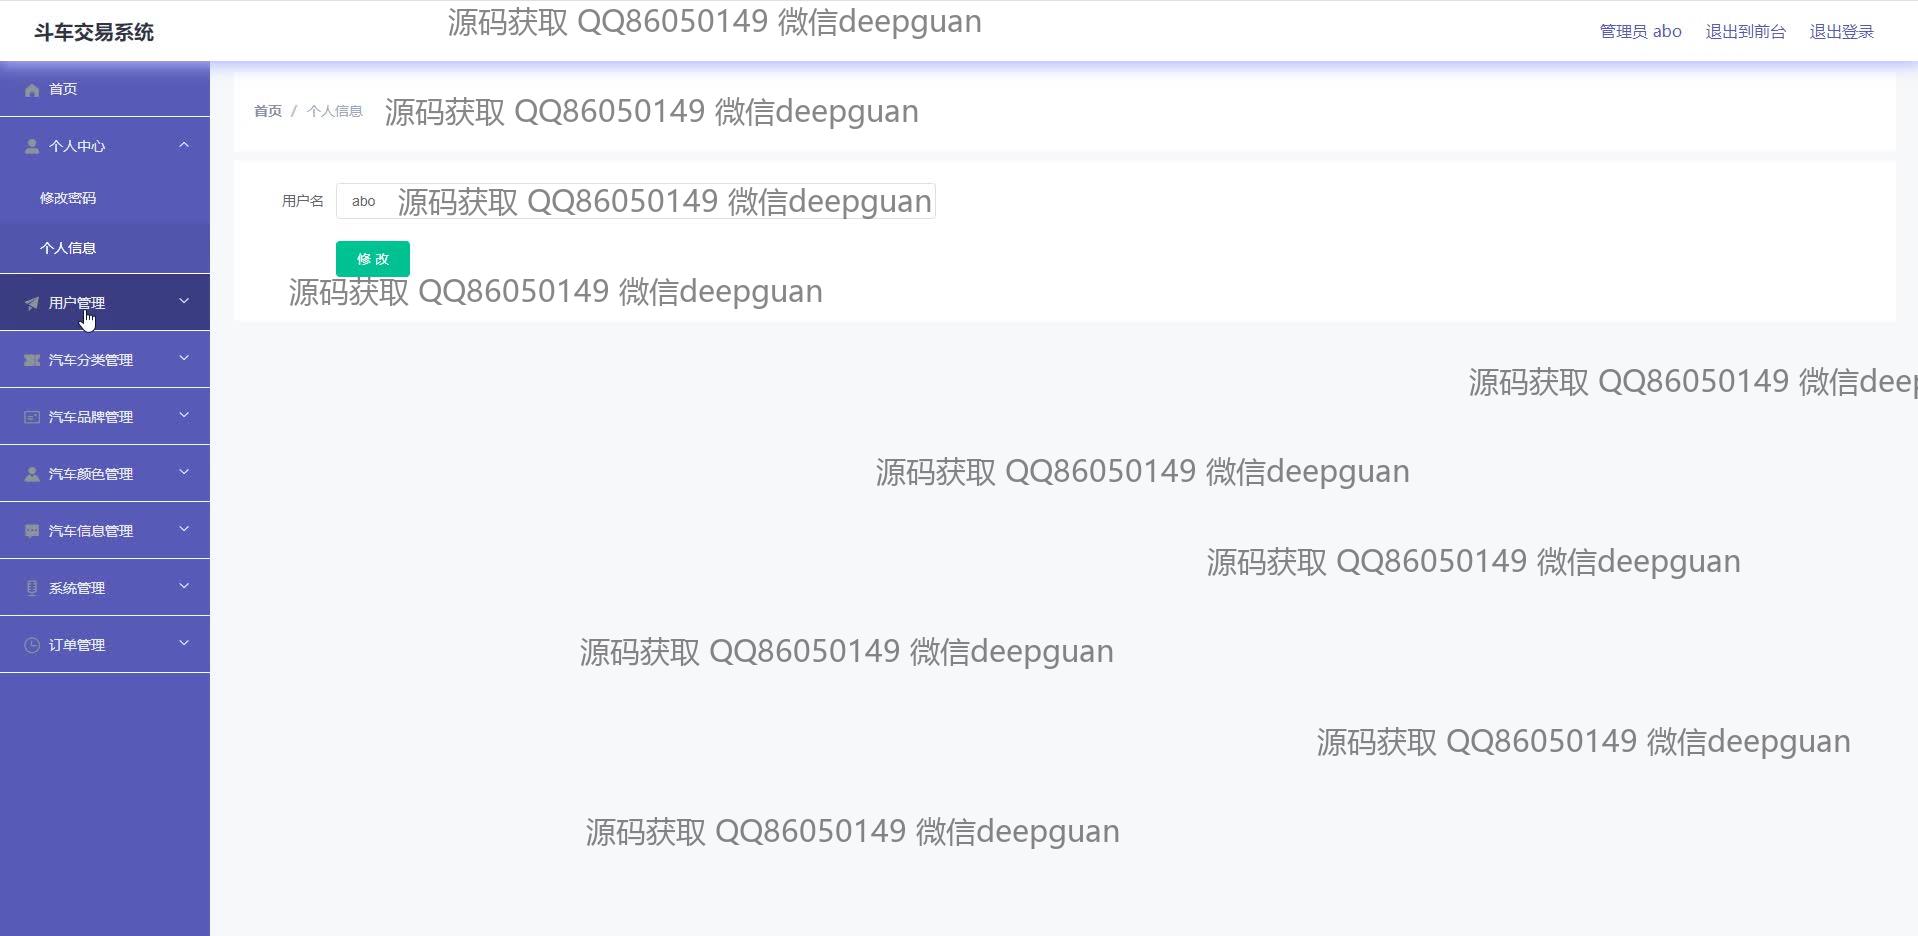 斗车交易系统
源码获取 QQ86050149 微信deepguan
管理员 abo 退出到前台 退出登录
首页
个人中心
修改密码
个人信息
用户管理
汽车分类管理
汽车品牌管理
汽车颜色管理
汽车信息管理
系统管理
订单管理
首页 / 个人信息
源码获取 QQ86050149 微信deepguan
用户名 abo
源码获取 QQ86050149 微信deepguan
修改
源码获取 QQ86050149 微信deepguan
源码获取 QQ86050149 微信deep
源码获取 QQ86050149 微信deepguan
源码获取 QQ86050149 微信deepguan
源码获取 QQ86050149 微信deepguan
源码获取 QQ86050149 微信deepguan
源码获取 QQ86050149 微信deepguan